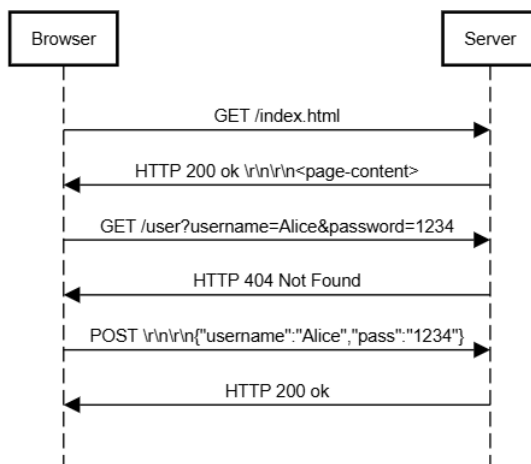 Browser
Server
GET /index.html
HTTP 200 ok \r\n\r\n<page-content>
GET /user?username=Alice&password=1234
HTTP 404 Not Found
POST \r\n\r\n{"username":"Alice","pass":"1234"}
HTTP 200 ok